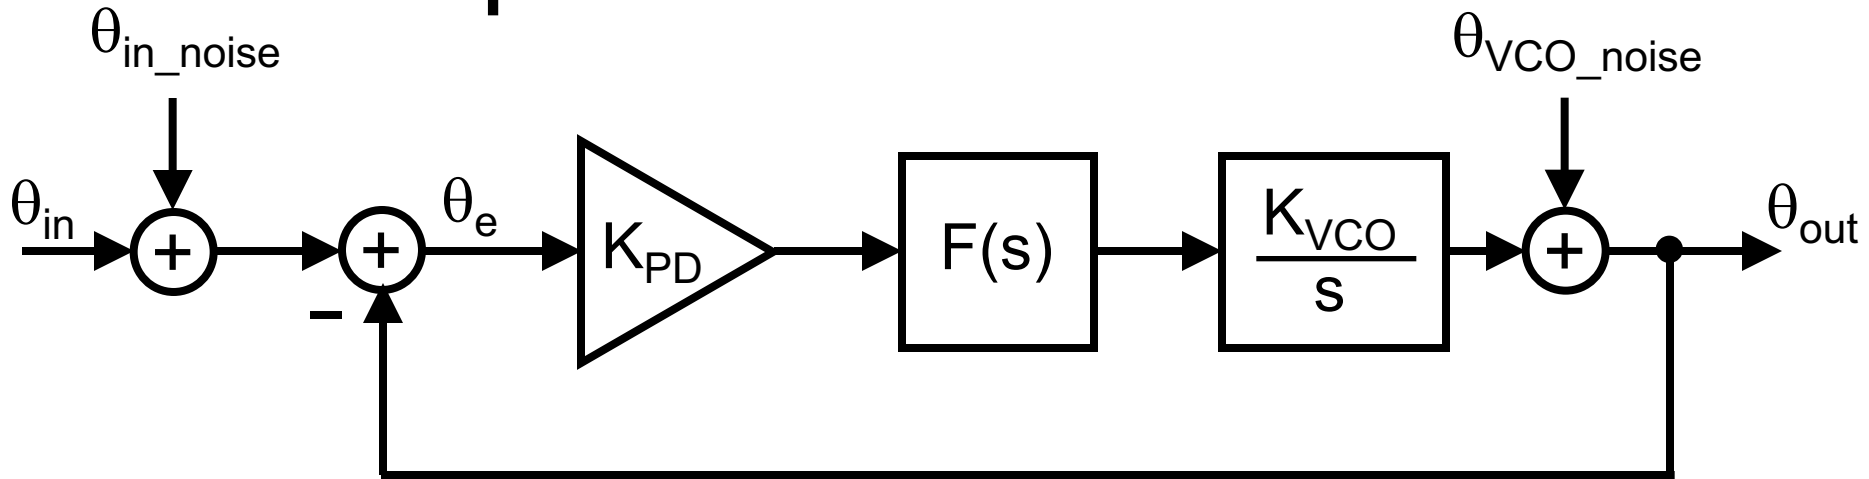 θin_noise
θVCO_noise
θin
+
+
−
θe
KPD
F(s)
KVCO
s
+
θout